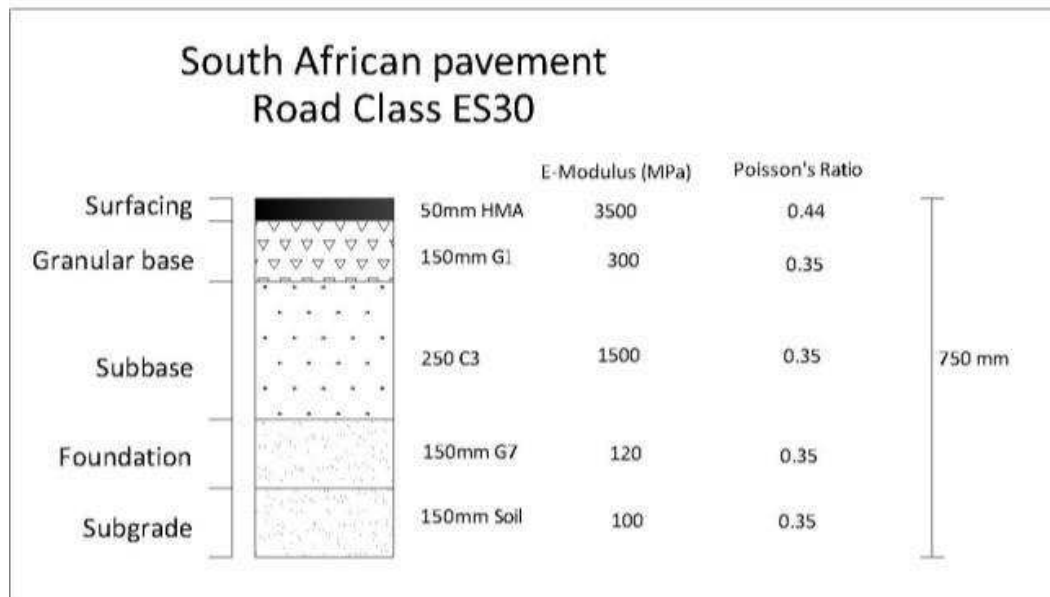 South African pavement
Road Class ES30
E-Modulus (MPa) Poisson's Ratio
Surfacing 50mm HMA 3500 0.44
Granular base 150mm G1 300 0.35
Subbase 250 C3 1500 0.35 750 mm
Foundation 150mm G7 120 0.35
Subgrade 150mm Soil 100 0.35